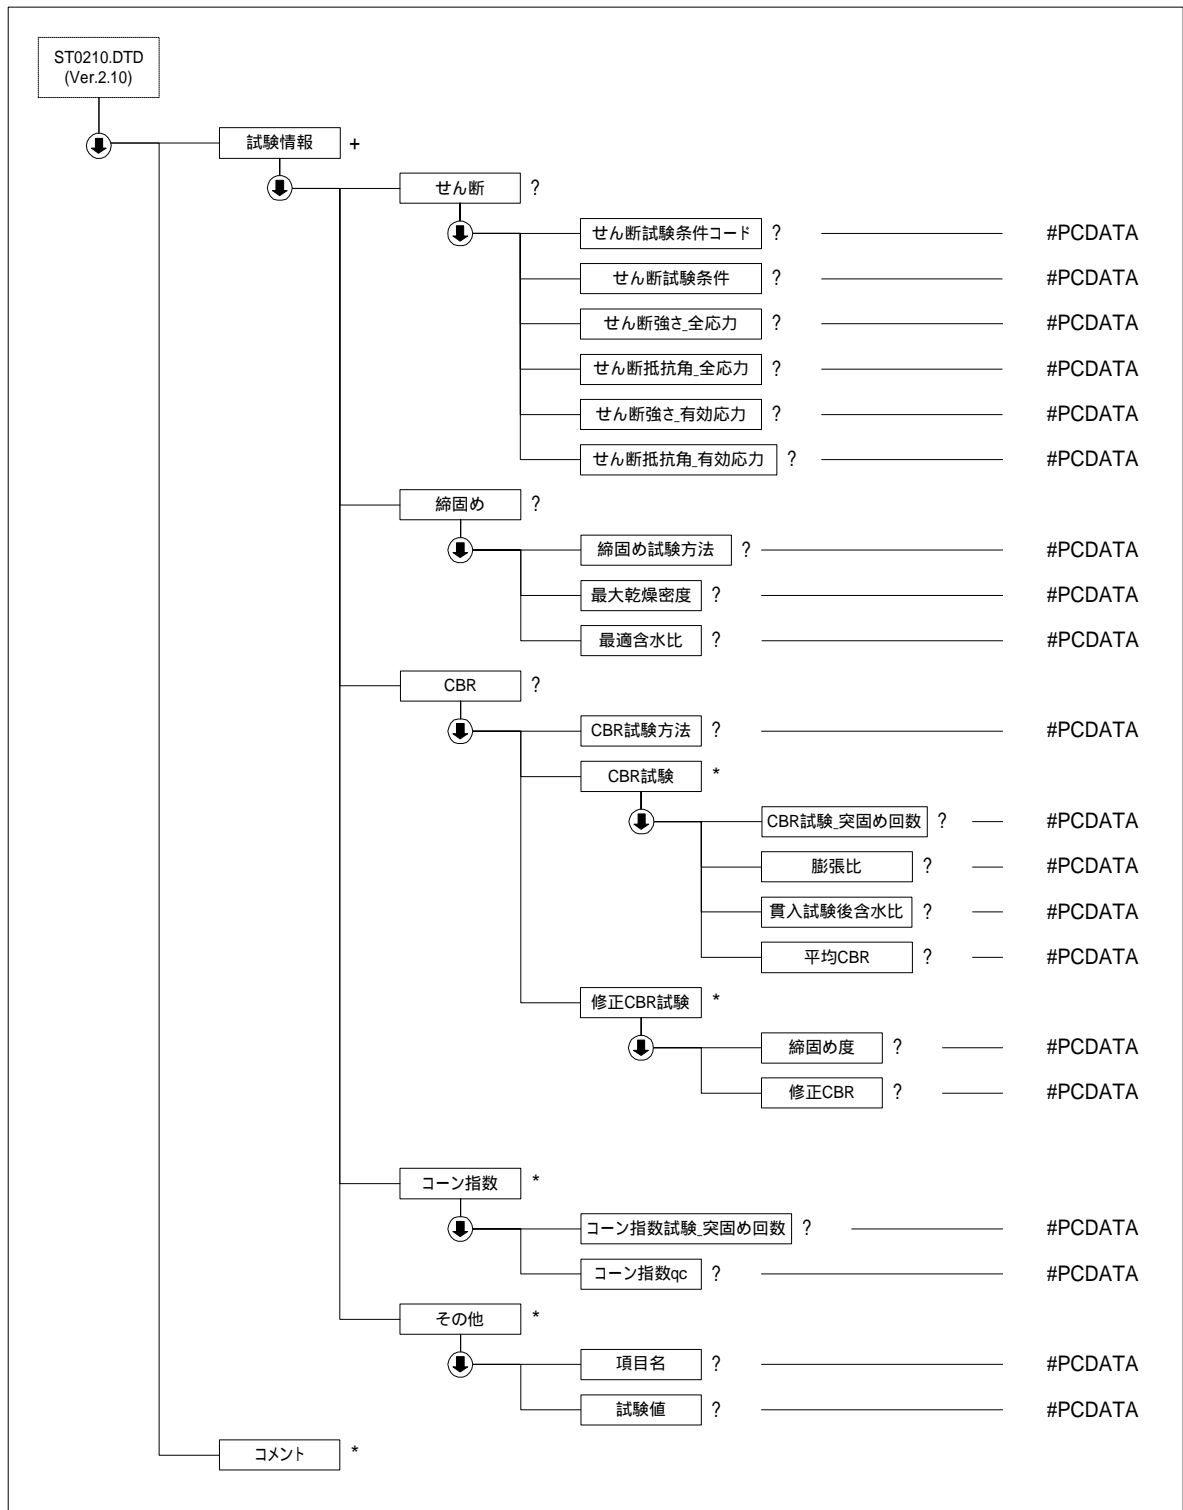 ST0210.DTD
(Ver.2.10)
試験情報 +
せん断 ?
せん断試験条件コード ? #PCDATA
せん断試験条件 ? #PCDATA
せん断強さ_全応力 ? #PCDATA
せん断抵抗角_全応力 ? #PCDATA
せん断強さ_有効応力 ? #PCDATA
せん断抵抗角_有効応力 ? #PCDATA
締固め ?
締固め試験方法 ? #PCDATA
最大乾燥密度 ? #PCDATA
最適含水比 ? #PCDATA
CBR ?
CBR試験方法 ? #PCDATA
CBR試験 *
CBR試験_突固め回数 ? #PCDATA
膨張比 ? #PCDATA
貫入試験後含水比 ? #PCDATA
平均CBR ? #PCDATA
修正CBR試験 *
締固め度 ? #PCDATA
修正CBR ? #PCDATA
コーン指数 *
コーン指数試験_突固め回数 ? #PCDATA
コーン指数qc ? #PCDATA
その他 *
項目名 ? #PCDATA
試験値 ? #PCDATA
コメント *